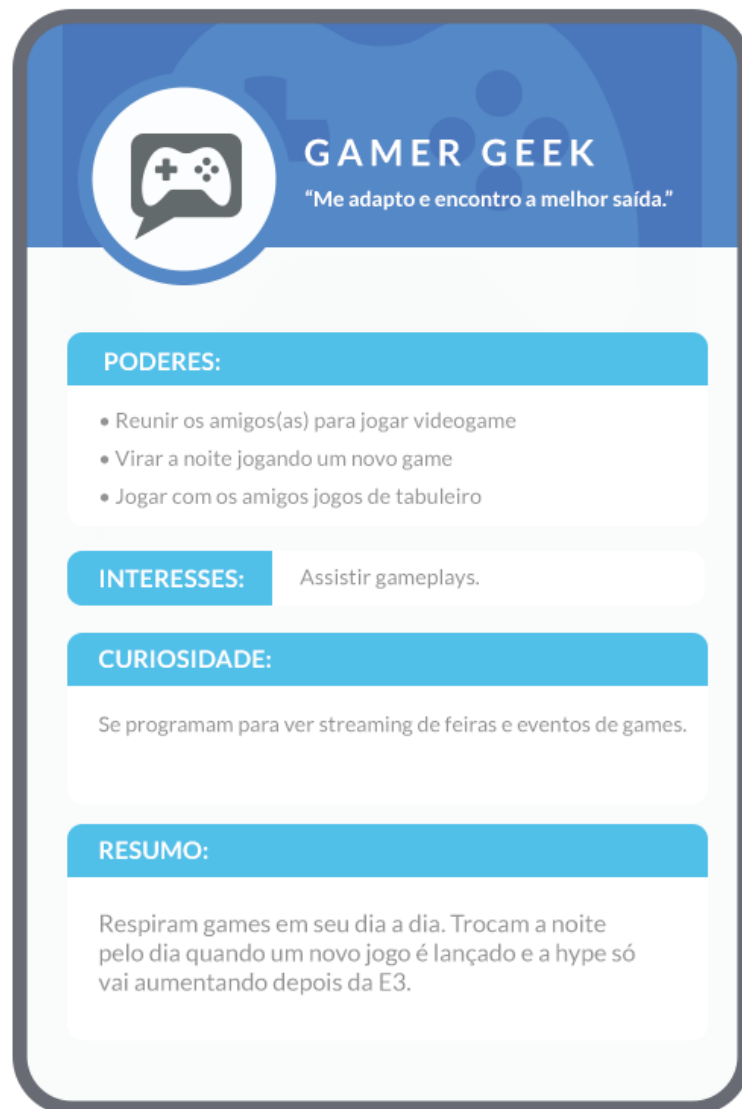 GAMER GEEK
“Me adapto e encontro a melhor saída.”
PODERES:
• Reunir os amigos(as) para jogar videogame
• Virar a noite jogando um novo game
• Jogar com os amigos jogos de tabuleiro
INTERESSES: Assistir gameplays.
CURIOSIDADE:
Se programam para ver streaming de feiras e eventos de games.
RESUMO:
Respiram games em seu dia a dia. Trocam a noite
pelo dia quando um novo jogo é lançado e a hype só
vai aumentando depois da E3.